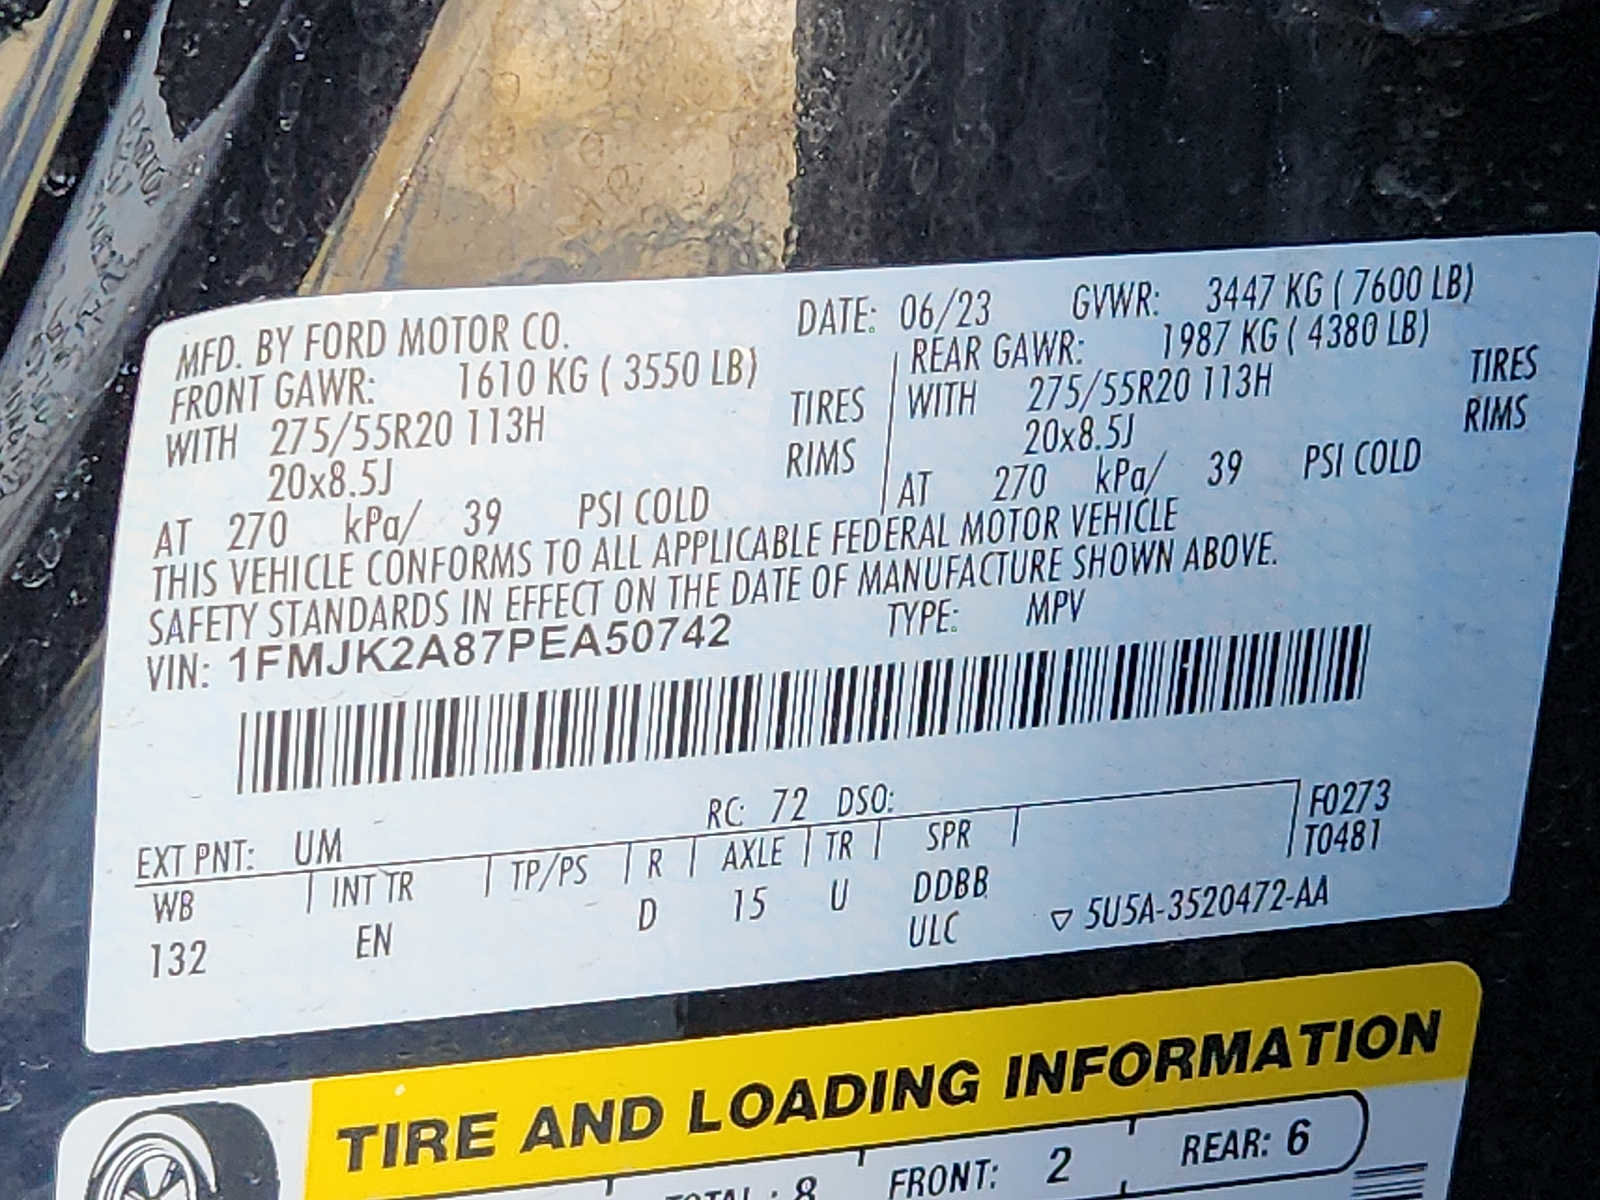 MFD. BY FORD MOTOR CO. DATE: 06/23 GVWR: 3447 KG ( 7600 LB)
FRONT GAWR: 1610 KG ( 3550 LB) REAR GAWR: 1987 KG ( 4380 LB)
WITH 275/55R20 113H TIRES WITH 275/55R20 113H TIRES
20x8.5J RIMS 20x8.5J RIMS
AT 270 kPa/ 39 PSI COLD AT 270 kPa/ 39 PSI COLD
THIS VEHICLE CONFORMS TO ALL APPLICABLE FEDERAL MOTOR VEHICLE
SAFETY STANDARDS IN EFFECT ON THE DATE OF MANUFACTURE SHOWN ABOVE.
VIN: 1FMJK2A87PEA50742 TYPE: MPV
EXT PNT: UM RC: 72 DSO: F0273
WB INT TR TP/PS R AXLE TR SPR T0481
132 EN D 15 U DDBB
ULC ▽ 5U5A-3520472-AA
TIRE AND LOADING INFORMATION
TOTAL : 8 FRONT: 2 REAR: 6